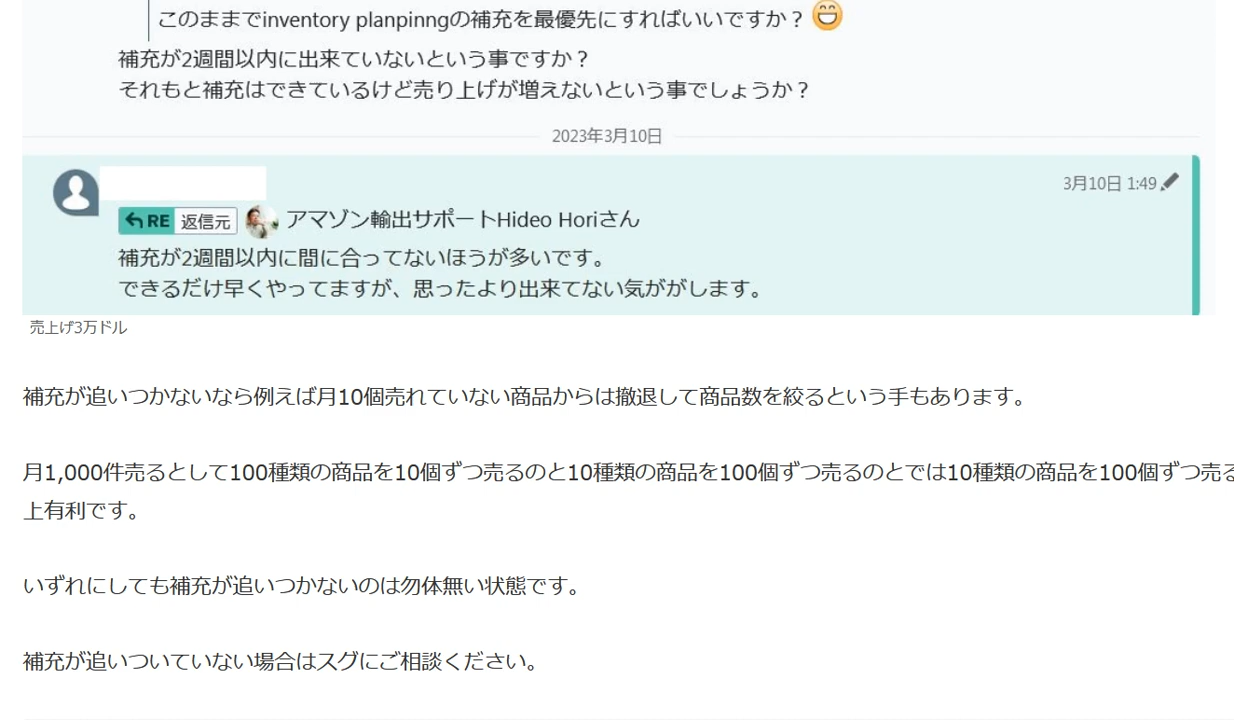 このままでinventory planpinngの補充を最優先にすればいいですか？
補充が2週間以内に出来ていないという事ですか？
それもと補充はできているけど売り上げが増えないという事でしょうか？
2023年3月10日
3月10日 1:49
RE 返信元 アマゾン輸出サポートHideo Horiさん
補充が2週間以内に間に合ってないほうが多いです。
できるだけ早くやってますが、思ったより出来てない気ががします。
売上げ3万ドル
補充が追いつかないなら例えば月10個売れていない商品からは撤退して商品数を絞るという手もあります。
月1,000件売るとして100種類の商品を10個ずつ売るのと10種類の商品を100個ずつ売るのとでは10種類の商品を100個ずつ売る
上有利です。
いずれにしても補充が追いつかないのは勿体無い状態です。
補充が追いついていない場合はスグにご相談ください。